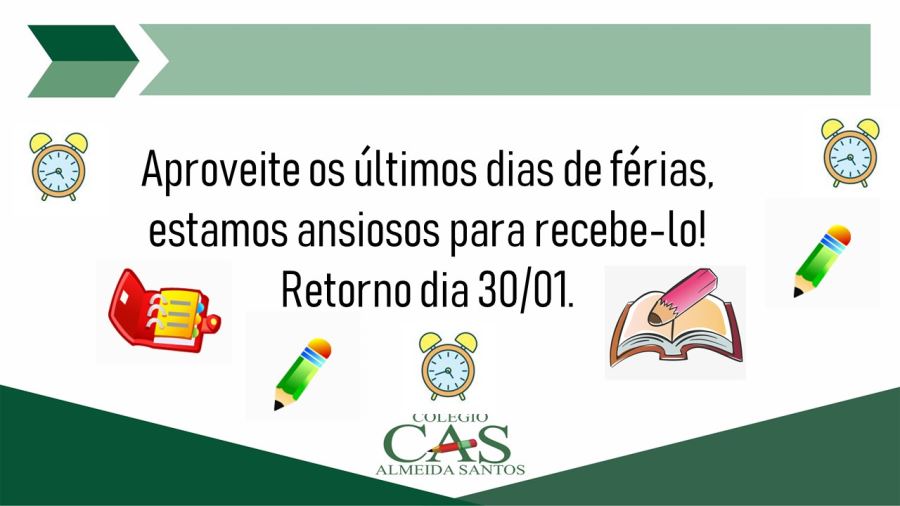 Aproveite os últimos dias de férias,
estamos ansiosos para recebe-lo!
Retorno dia 30/01.
COLEGIO
CAS
ALMEIDA SANTOS